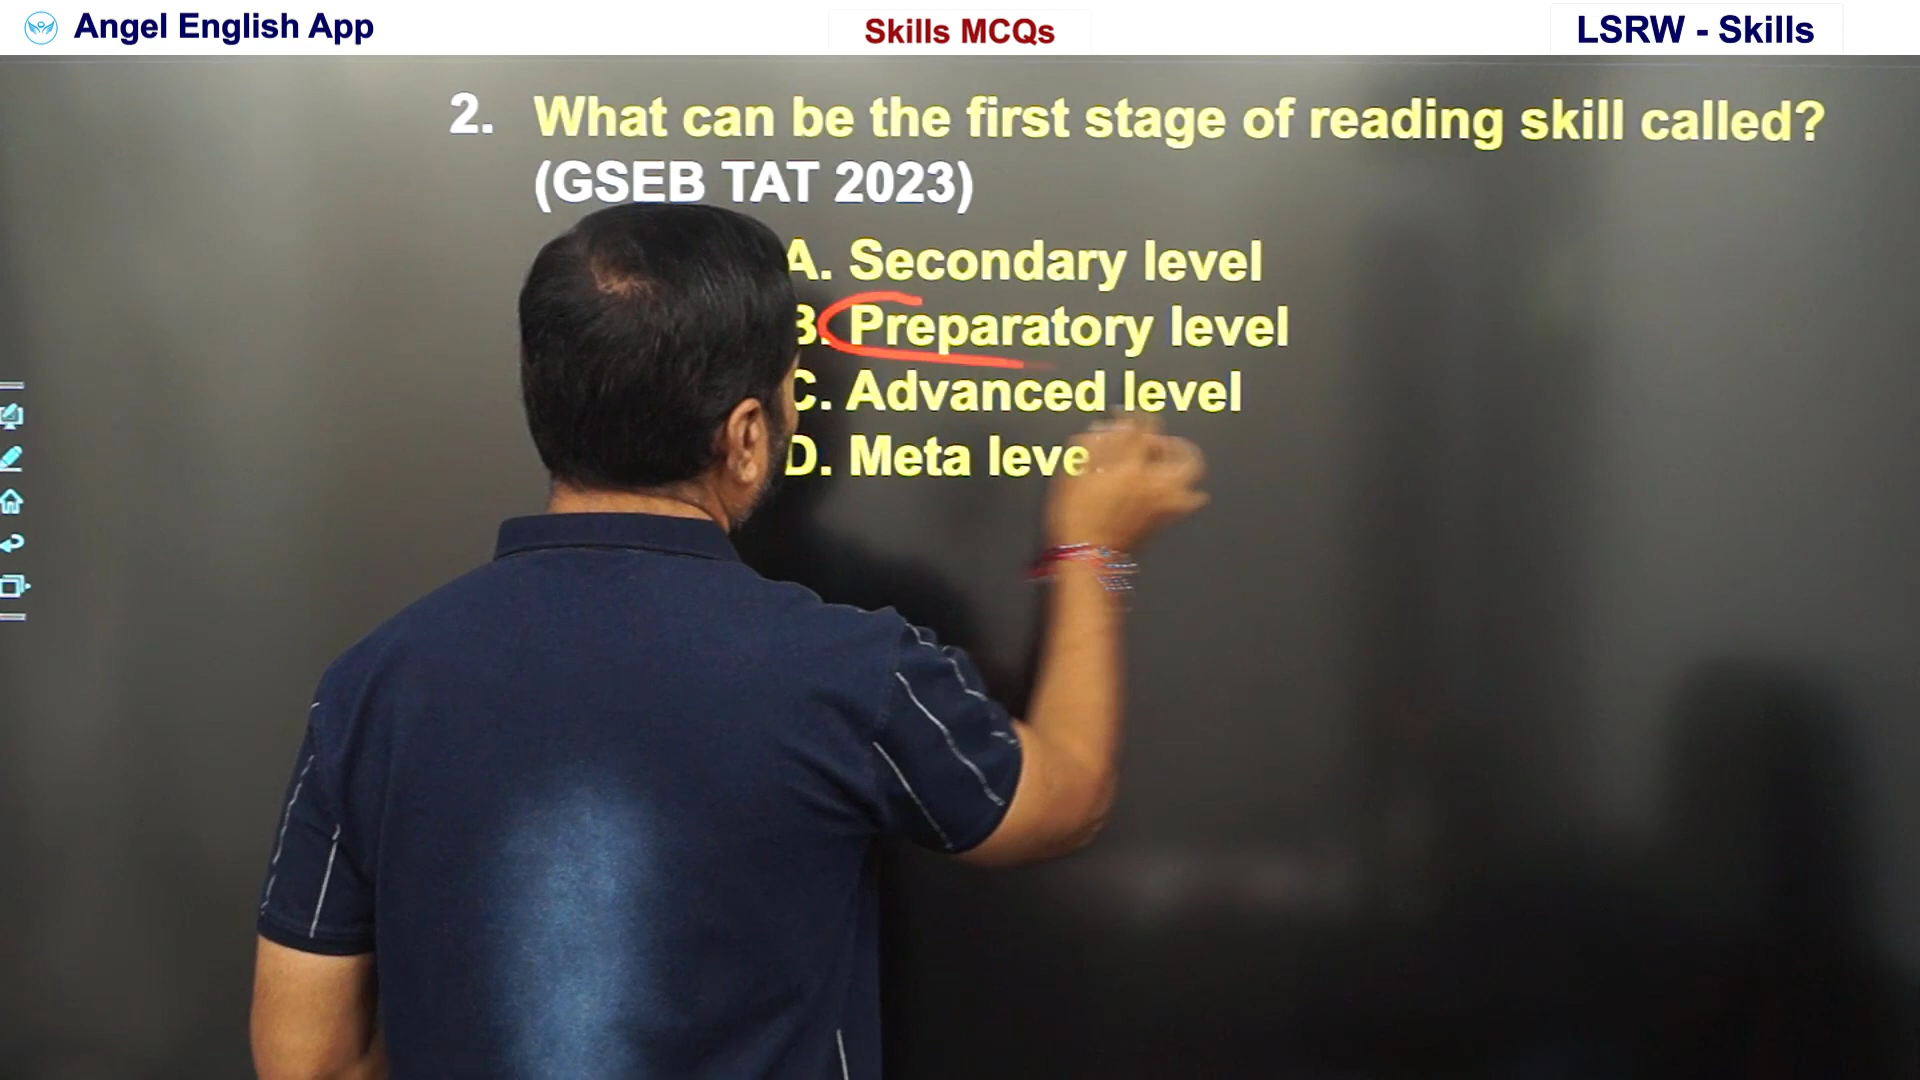 Angel English App
Skills MCQs
LSRW - Skills
2. What can be the first stage of reading skill called?
(GSEB TAT 2023)
A. Secondary level
B. Preparatory level
C. Advanced level
D. Meta leve